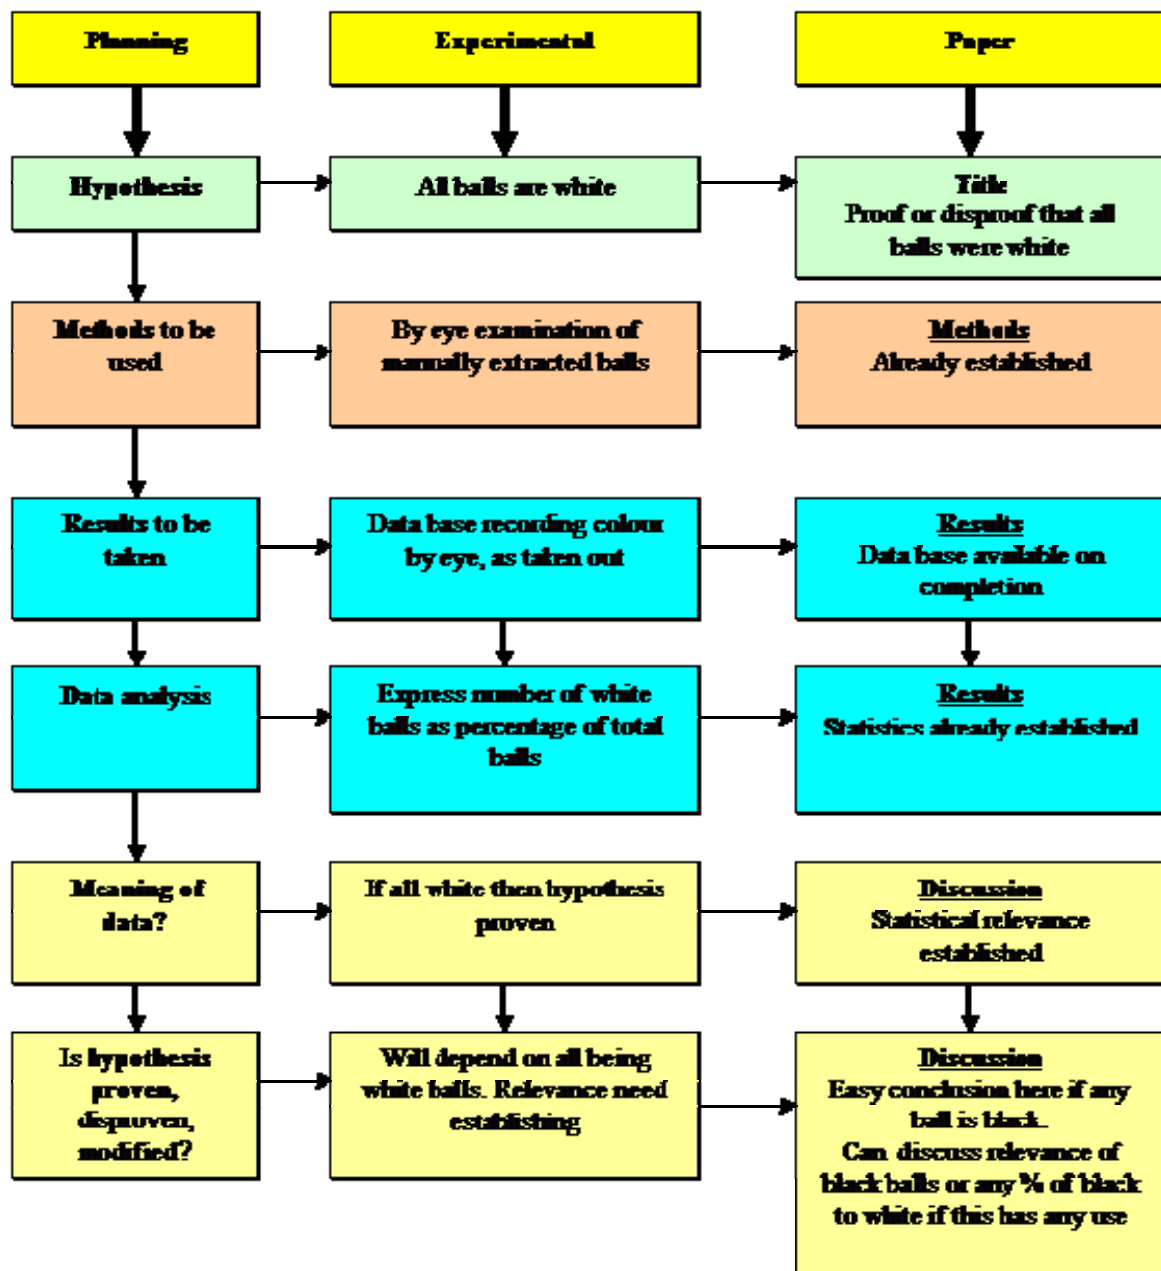 Planning
Experimental
Paper
Hypothesis
All balls are white
Title
Proof or disproof that all
balls were white
Methods to be
used
By eye examination of
manually extracted balls
Methods
Already established
Results to be
taken
Data base recording colour
by eye, as taken out
Results
Data base available on
completion
Data analysis
Express number of white
balls as percentage of total
balls
Results
Statistics already established
Meaning of
data?
If all white then hypothesis
proven
Discussion
Statistical relevance
established
Is hypothesis
proven,
disproven,
modified?
Will depend on all being
white balls. Relevance need
establishing
Discussion
Easy conclusion here if any
ball is black.
Can discuss relevance of
black balls or any % of black
to white if this has any use